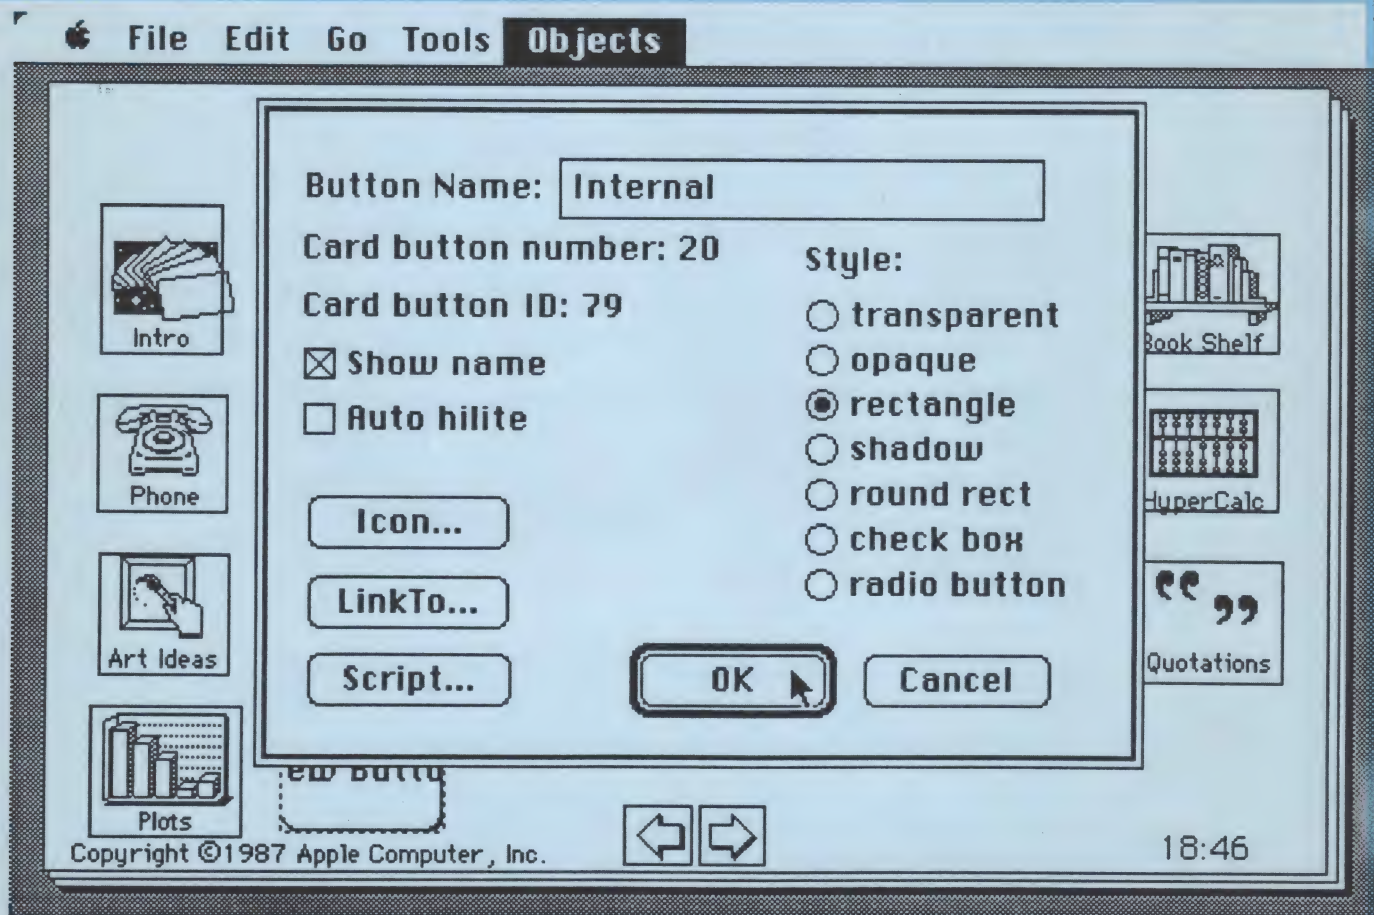 File Edit Go Tools Objects
Button Name: Internal
Card button number: 20
Card button ID: 79
Show name
Auto hilite
Icon...
LinkTo...
Script...
Style:
transparent
opaque
rectangle
shadow
round rect
check box
radio button
OK
Cancel
Intro
Phone
Art Ideas
Plots
Book Shelf
HyperCalc
Quotations
ew Butto
Copyright ©1987 Apple Computer, Inc.
18:46